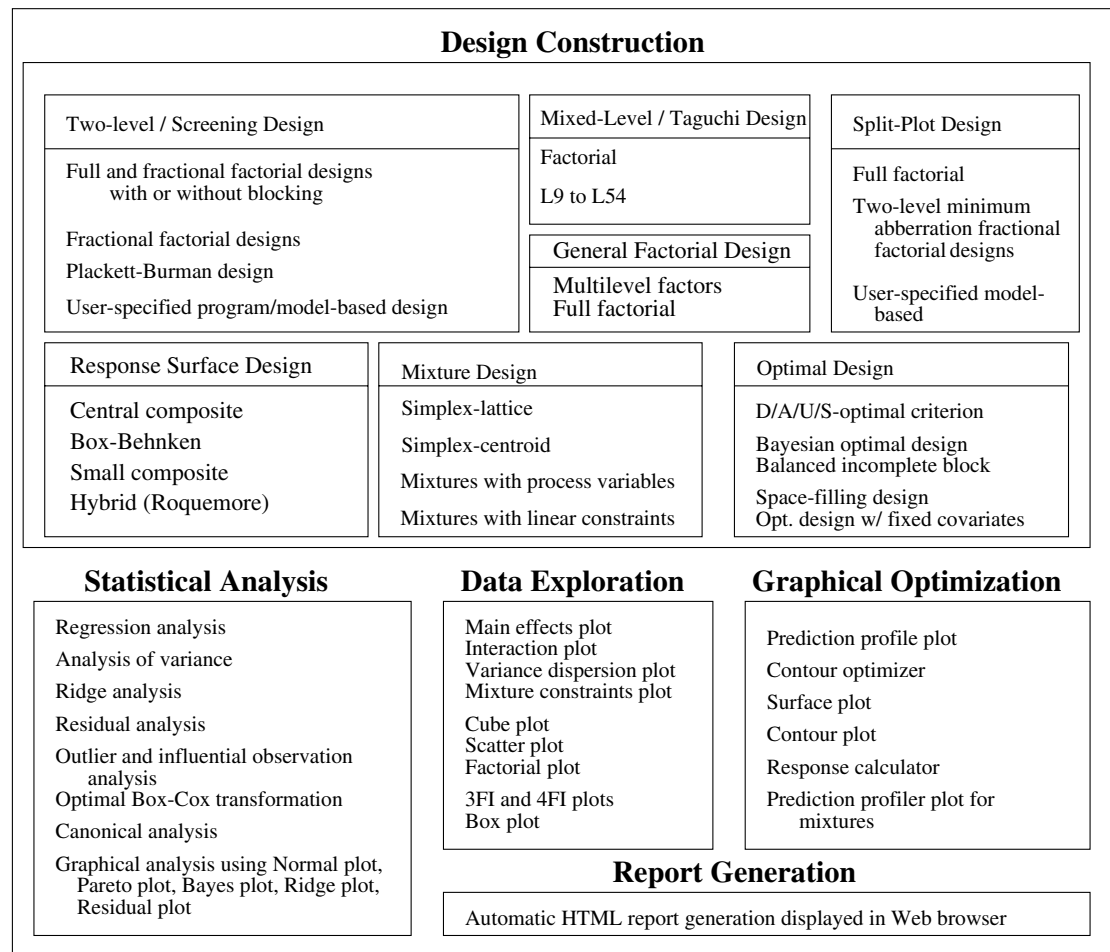 Design Construction
Two-level / Screening Design
Full and fractional factorial designs
with or without blocking
Fractional factorial designs
Plackett-Burman design
User-specified program/model-based design
Mixed-Level / Taguchi Design
Factorial
L9 to L54
General Factorial Design
Multilevel factors
Full factorial
Split-Plot Design
Full factorial
Two-level minimum
abberration fractional
factorial designs
User-specified model-
based
Response Surface Design
Central composite
Box-Behnken
Small composite
Hybrid (Roquemore)
Mixture Design
Simplex-lattice
Simplex-centroid
Mixtures with process variables
Mixtures with linear constraints
Optimal Design
D/A/U/S-optimal criterion
Bayesian optimal design
Balanced incomplete block
Space-filling design
Opt. design w/ fixed covariates
Statistical Analysis
Regression analysis
Analysis of variance
Ridge analysis
Residual analysis
Outlier and influential observation
analysis
Optimal Box-Cox transformation
Canonical analysis
Graphical analysis using Normal plot,
Pareto plot, Bayes plot, Ridge plot,
Residual plot
Data Exploration
Main effects plot
Interaction plot
Variance dispersion plot
Mixture constraints plot
Cube plot
Scatter plot
Factorial plot
3FI and 4FI plots
Box plot
Graphical Optimization
Prediction profile plot
Contour optimizer
Surface plot
Contour plot
Response calculator
Prediction profiler plot for
mixtures
Report Generation
Automatic HTML report generation displayed in Web browser